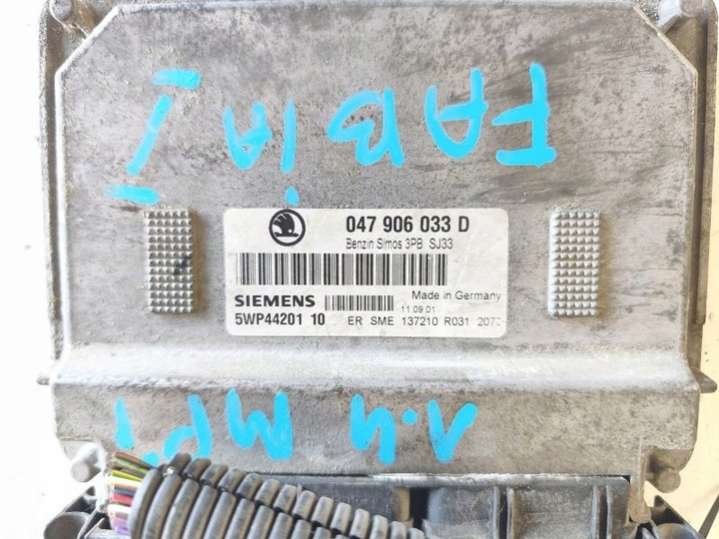 FABIA I
047 906 033 D
Benzin Simos 3PB SJ33
SIEMENS
Made in Germany
11.09.01
5WP44201 10 ER SME 137210 R031
1.4 MPI